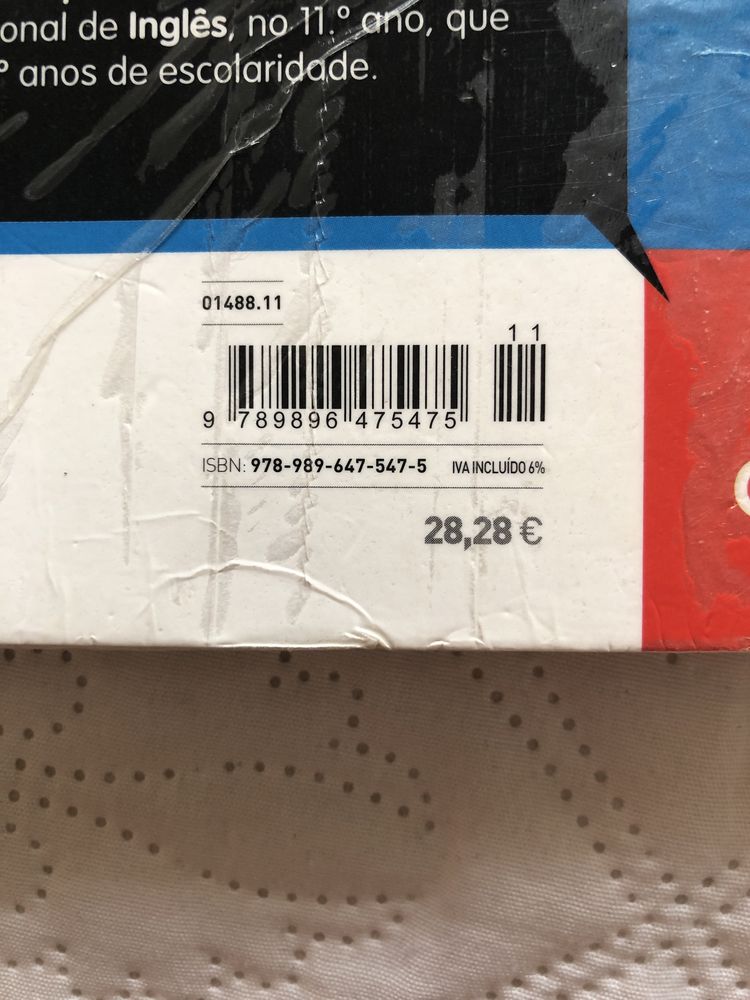 onal de Inglês, no 11.º ano, que
º anos de escolaridade.
01488.11
11
9 789896 475475
ISBN: 978-989-647-547-5 IVA INCLUÍDO 6%
28,28 €